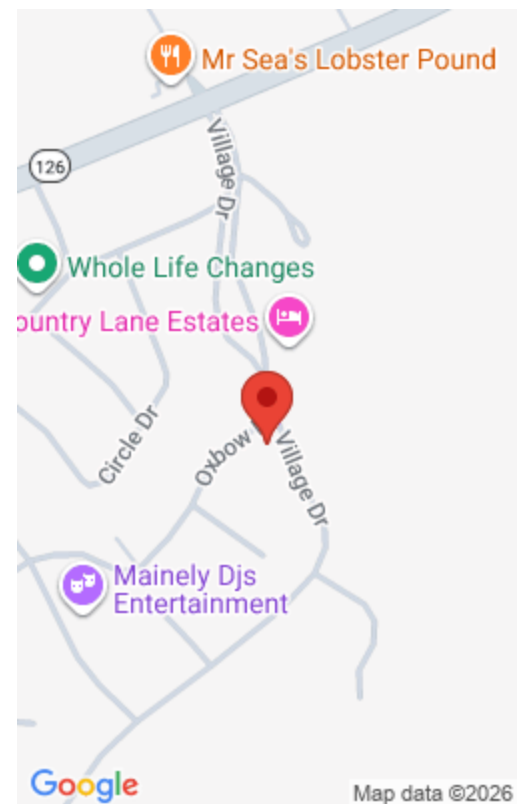 Mr Sea's Lobster Pound
Village Dr
126
Whole Life Changes
ountry Lane Estates
Circle Dr
Oxbow
Village Dr
Mainely Djs
Entertainment
Google
Map data ©2026